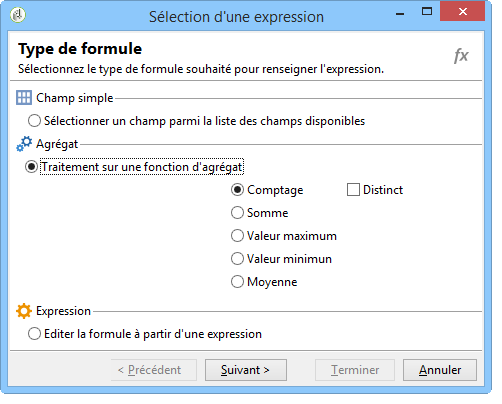 Sélection d'une expression
Type de formule
Sélectionnez le type de formule souhaité pour renseigner l'expression.
fx
Champ simple
Sélectionner un champ parmi la liste des champs disponibles
Agrégat
Traitement sur une fonction d'agrégat
Comptage Distinct
Somme
Valeur maximum
Valeur minimun
Moyenne
Expression
Editer la formule à partir d'une expression
< Précédent Suivant > Terminer Annuler